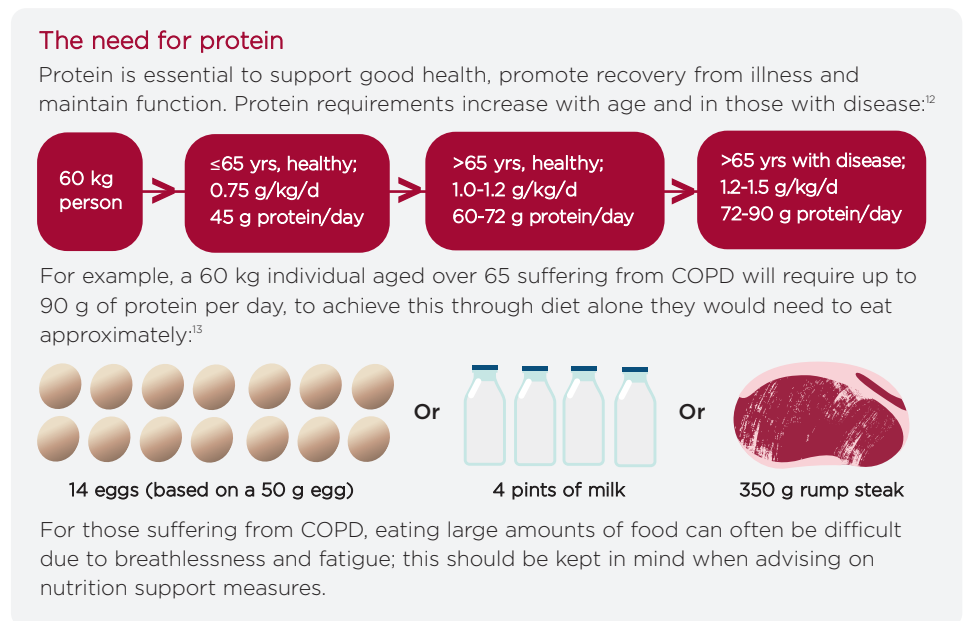 The need for protein
Protein is essential to support good health, promote recovery from illness and
maintain function. Protein requirements increase with age and in those with disease:12
60 kg
person
≤65 yrs, healthy;
0.75 g/kg/d
45 g protein/day
>65 yrs, healthy;
1.0-1.2 g/kg/d
60-72 g protein/day
>65 yrs with disease;
1.2-1.5 g/kg/d
72-90 g protein/day
For example, a 60 kg individual aged over 65 suffering from COPD will require up to
90 g of protein per day, to achieve this through diet alone they would need to eat
approximately:13
Or
Or
14 eggs (based on a 50 g egg)
4 pints of milk
350 g rump steak
For those suffering from COPD, eating large amounts of food can often be difficult
due to breathlessness and fatigue; this should be kept in mind when advising on
nutrition support measures.